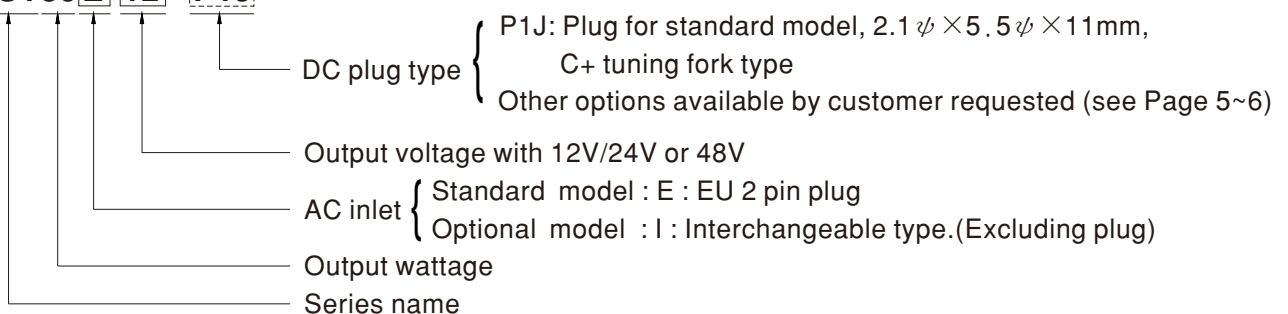 P1J: Plug for standard model, 2.1ψ×5.5ψ×11mm,
C+ tuning fork type
DC plug type
Other options available by customer requested (see Page 5~6)
Output voltage with 12V/24V or 48V
Standard model : E : EU 2 pin plug
AC inlet
Optional model : I : Interchangeable type.(Excluding plug)
Output wattage
Series name